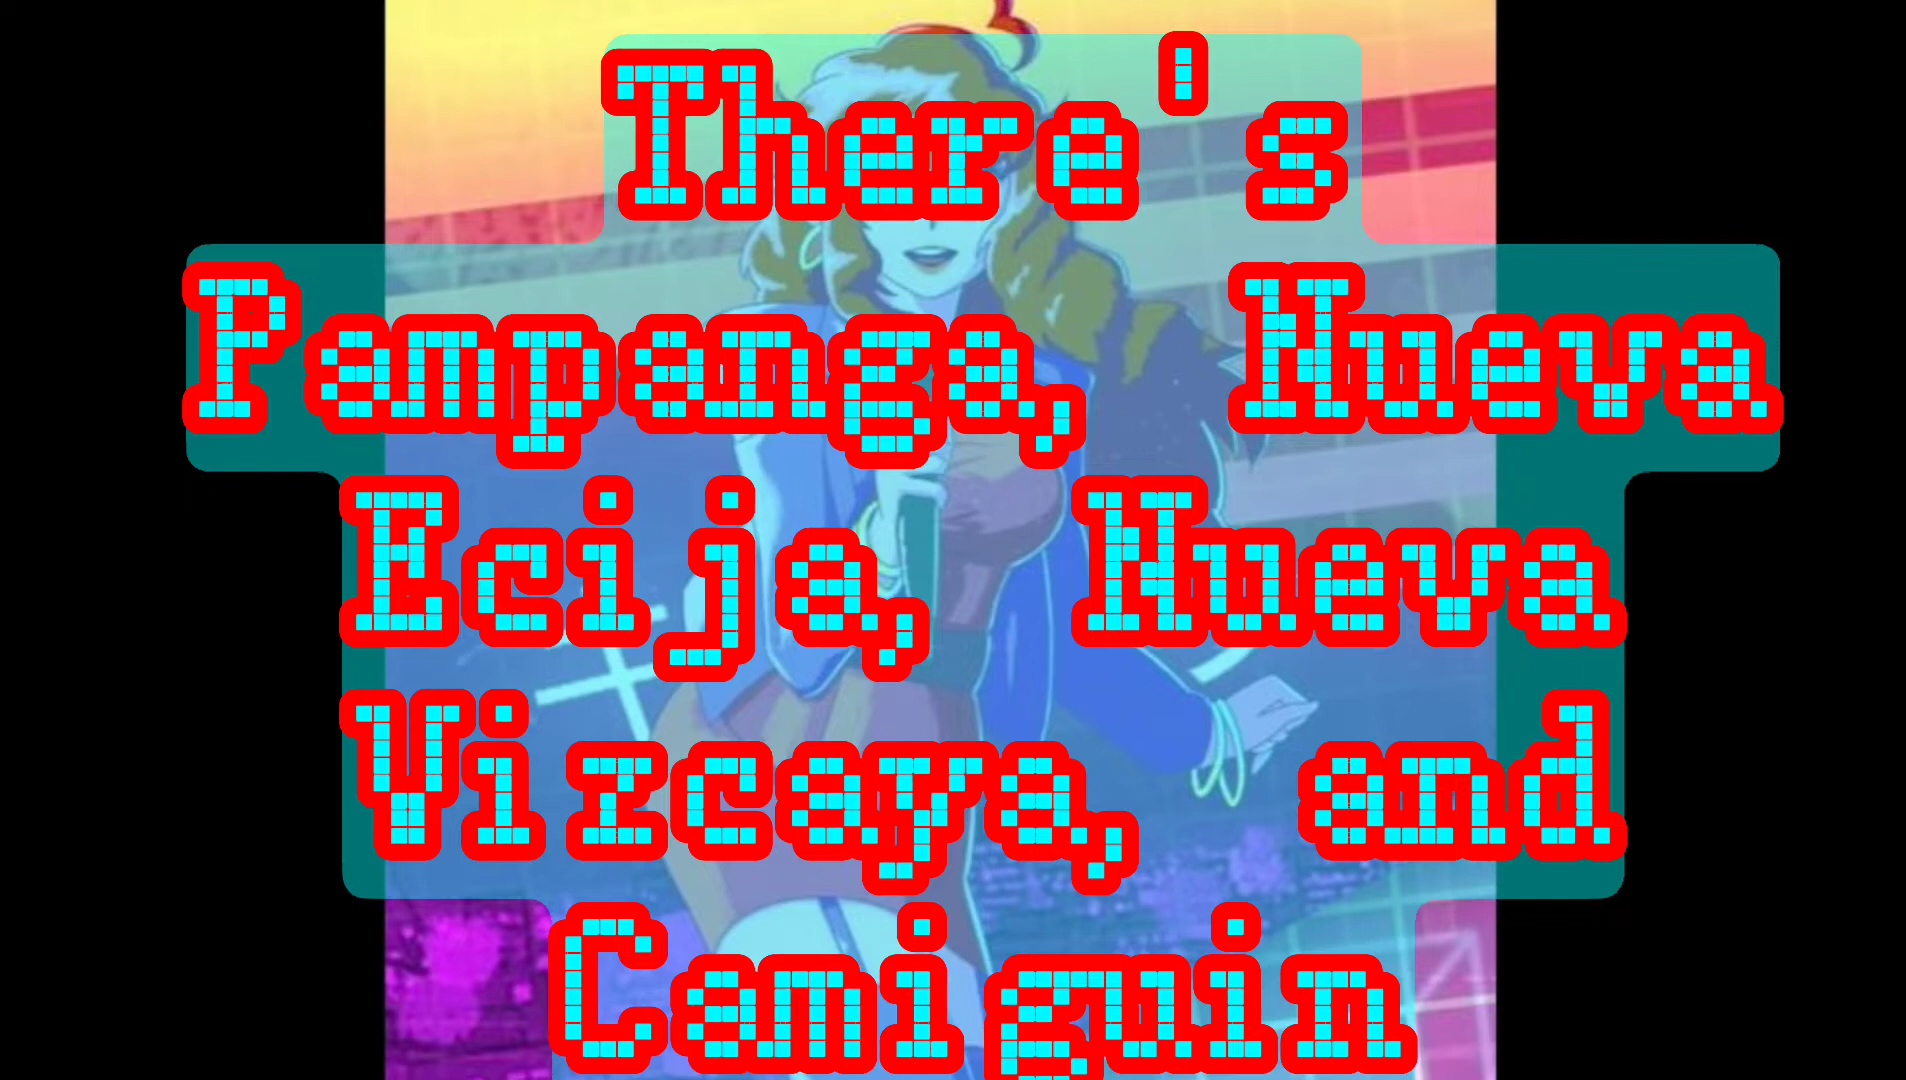 There's
Pampanga, Nueva
Ecija, Nueva
Vizcaya, and
Camiguin